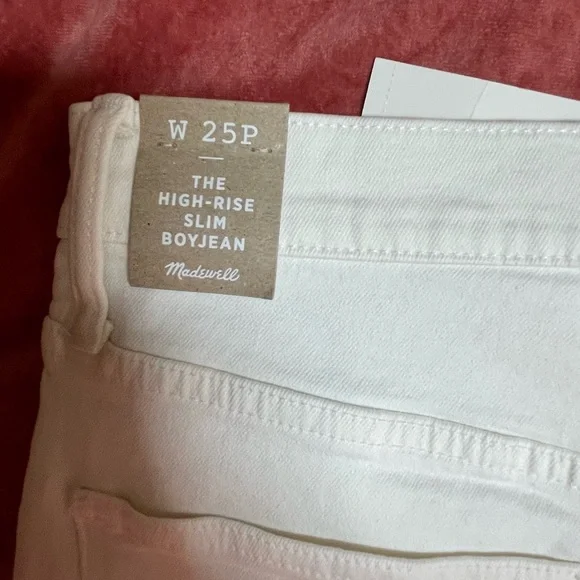 W 25P
THE
HIGH-RISE
SLIM
BOYJEAN
Madewell